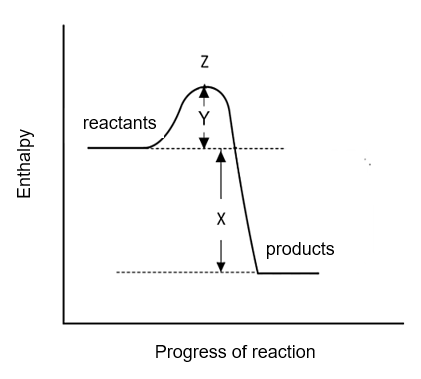 Z
reactants
Y
Enthalpy
X
products
Progress of reaction